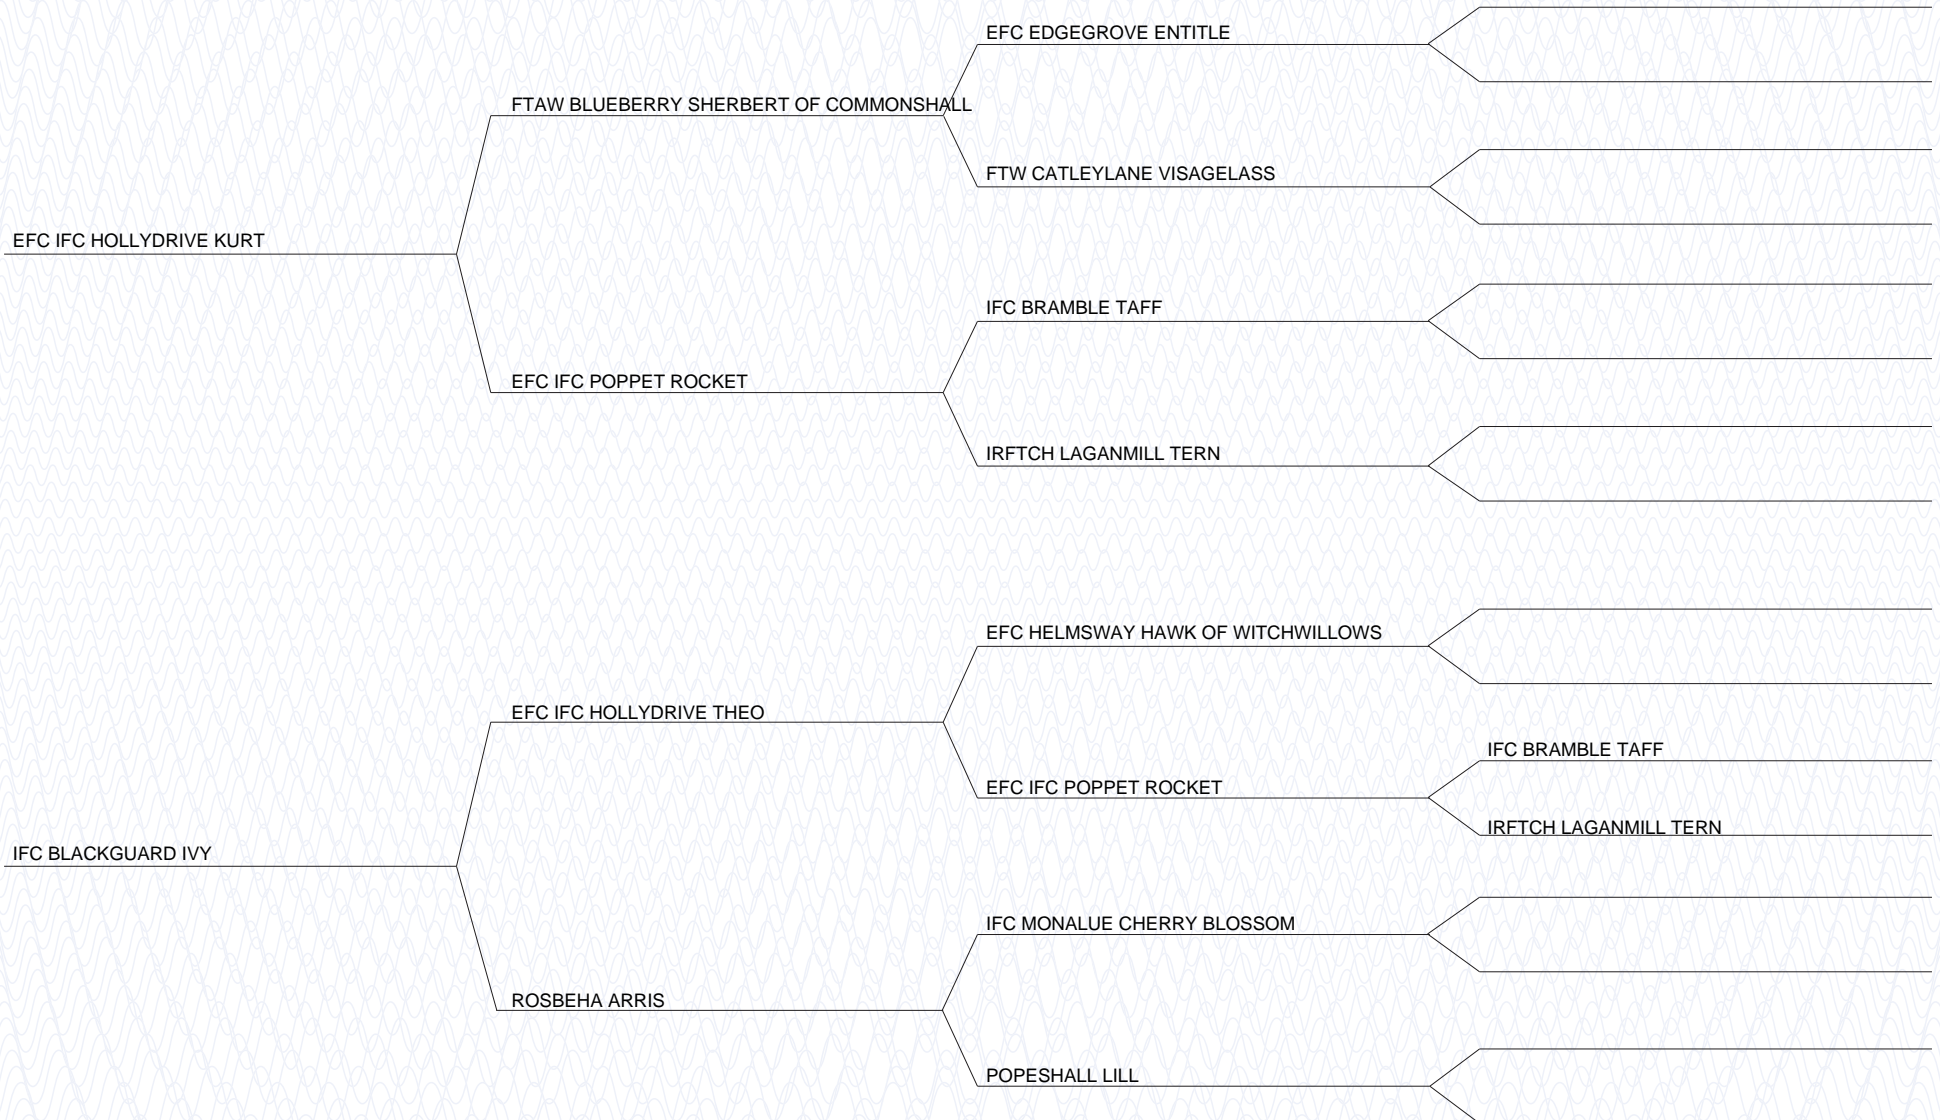 EFC EDGEGROVE ENTITLE
FTAW BLUEBERRY SHERBERT OF COMMONSHALL
FTW CATLEYLANE VISAGELASS
EFC IFC HOLLYDRIVE KURT
IFC BRAMBLE TAFF
EFC IFC POPPET ROCKET
IRFTCH LAGANMILL TERN
EFC HELMSWAY HAWK OF WITCHWILLOWS
EFC IFC HOLLYDRIVE THEO
IFC BRAMBLE TAFF
EFC IFC POPPET ROCKET
IRFTCH LAGANMILL TERN
IFC BLACKGUARD IVY
IFC MONALUE CHERRY BLOSSOM
ROSBEHA ARRIS
POPESHALL LILL